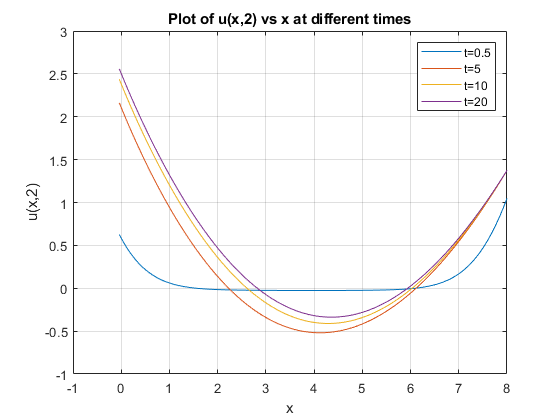 Plot of u(x,2) vs x at different times
3
2.5
2
1.5
1
0.5
0
-0.5
-1
u(x,2)
t=0.5
t=5
t=10
t=20
-1 0 1 2 3 4 5 6 7 8
x